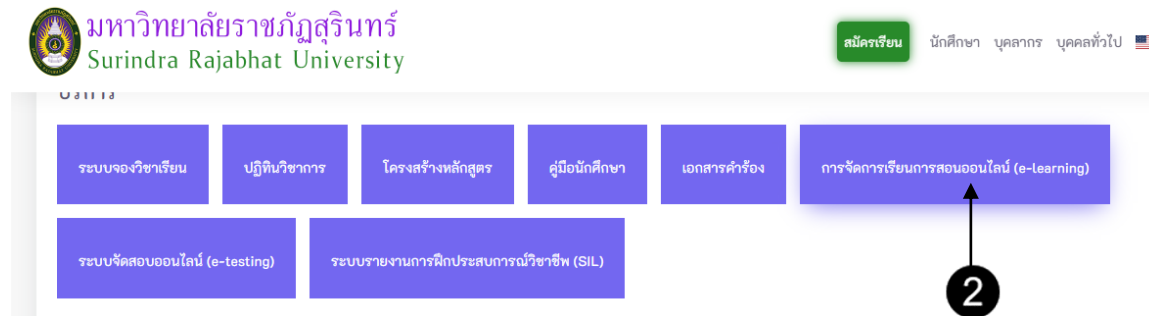 มหาวิทยาลัยราชภัฏสุรินทร์
Surindra Rajabhat University
สมัครเรียน นักศึกษา บุคลากร บุคคลทั่วไป
บริการ
ระบบจองวิชาเรียน ปฏิทินวิชาการ โครงสร้างหลักสูตร คู่มือนักศึกษา เอกสารคำร้อง การจัดการเรียนการสอนออนไลน์ (e-learning)
ระบบจัดสอบออนไลน์ (e-testing) ระบบรายงานการฝึกประสบการณ์วิชาชีพ (SIL)
2